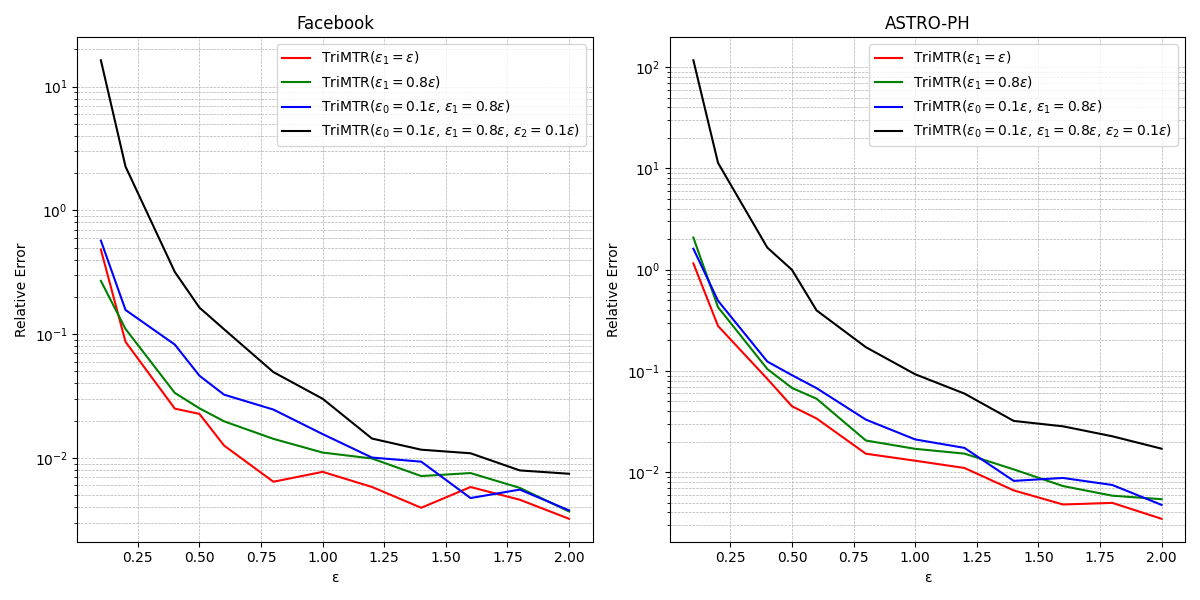 Facebook
TriMTR(ε₁ = ε)
TriMTR(ε₁ = 0.8ε)
TriMTR(ε₀ = 0.1ε, ε₁ = 0.8ε)
TriMTR(ε₀ = 0.1ε, ε₁ = 0.8ε, ε₂ = 0.1ε)
Relative Error
10¹
10⁰
10⁻¹
10⁻²
0.25 0.50 0.75 1.00 1.25 1.50 1.75 2.00
ε
ASTRO-PH
TriMTR(ε₁ = ε)
TriMTR(ε₁ = 0.8ε)
TriMTR(ε₀ = 0.1ε, ε₁ = 0.8ε)
TriMTR(ε₀ = 0.1ε, ε₁ = 0.8ε, ε₂ = 0.1ε)
Relative Error
10²
10¹
10⁰
10⁻¹
10⁻²
0.25 0.50 0.75 1.00 1.25 1.50 1.75 2.00
ε